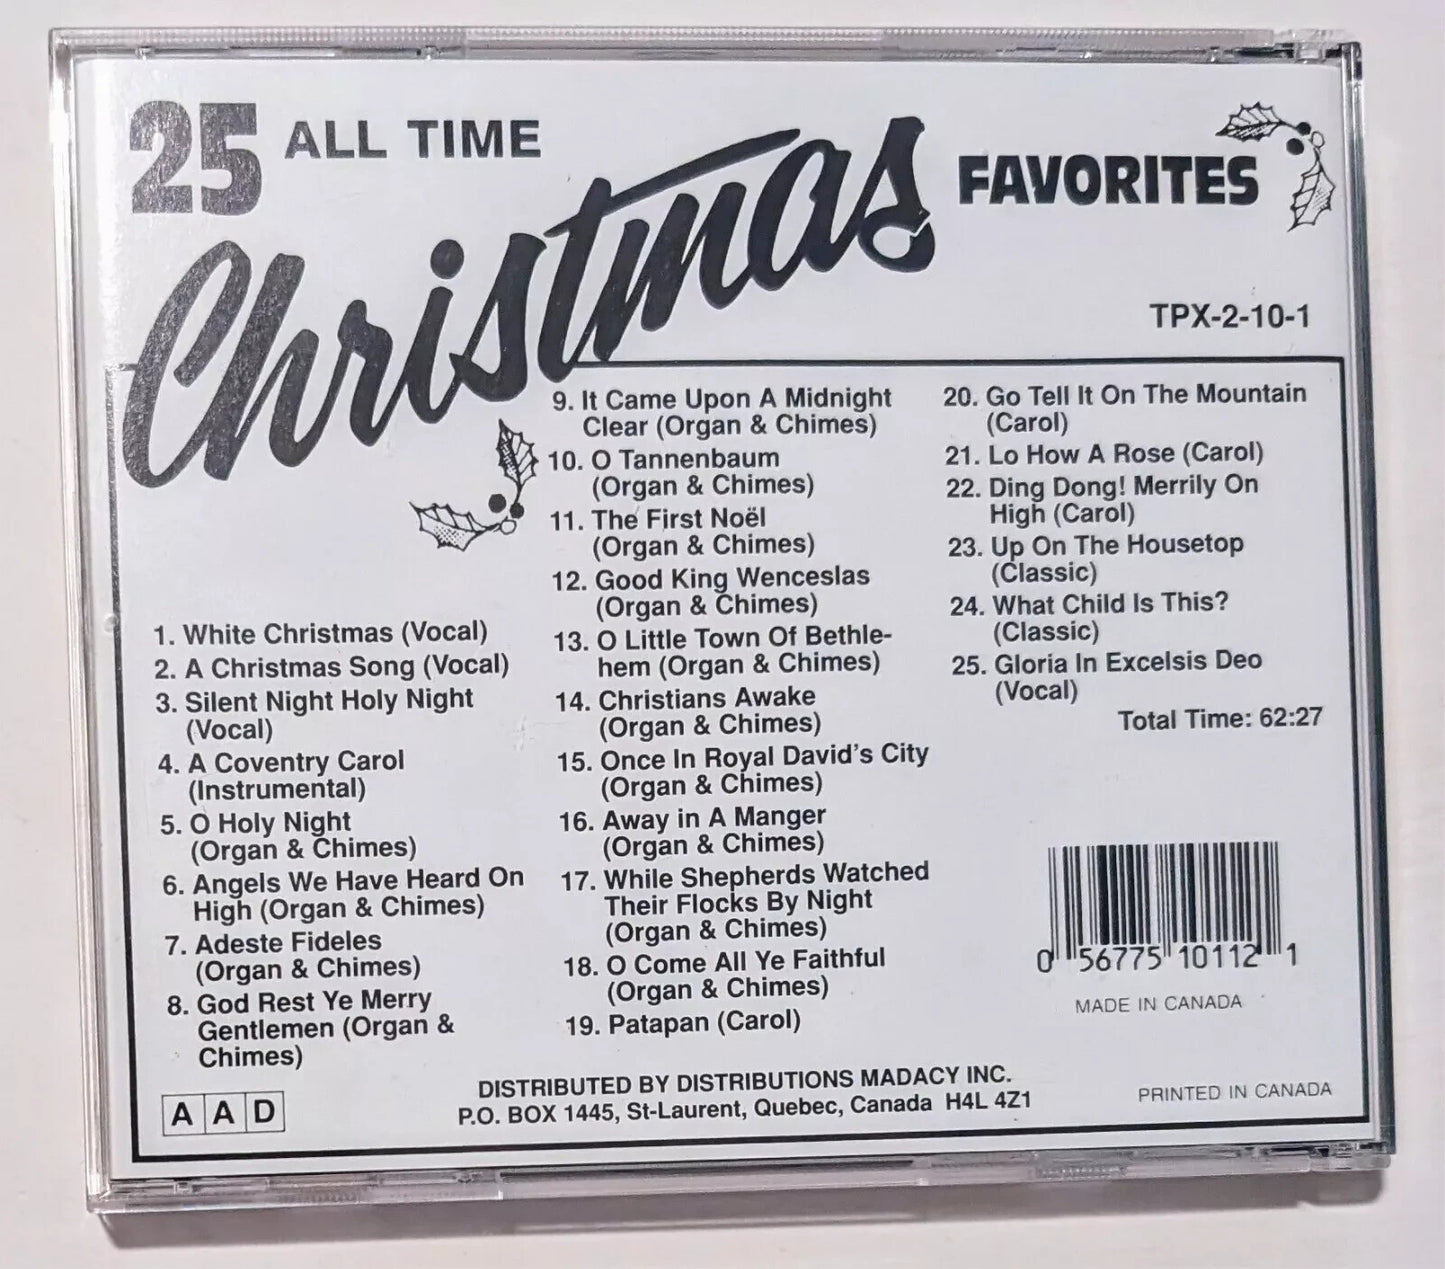 25 ALL TIME
Christmas
FAVORITES
TPX-2-10-1
1. White Christmas (Vocal)
2. A Christmas Song (Vocal)
3. Silent Night Holy Night
(Vocal)
4. A Coventry Carol
(Instrumental)
5. O Holy Night
(Organ & Chimes)
6. Angels We Have Heard On
High (Organ & Chimes)
7. Adeste Fideles
(Organ & Chimes)
8. God Rest Ye Merry
Gentlemen (Organ &
Chimes)
9. It Came Upon A Midnight
Clear (Organ & Chimes)
10. O Tannenbaum
(Organ & Chimes)
11. The First Noël
(Organ & Chimes)
12. Good King Wenceslas
(Organ & Chimes)
13. O Little Town Of Bethle-
hem (Organ & Chimes)
14. Christians Awake
(Organ & Chimes)
15. Once In Royal David's City
(Organ & Chimes)
16. Away in A Manger
(Organ & Chimes)
17. While Shepherds Watched
Their Flocks By Night
(Organ & Chimes)
18. O Come All Ye Faithful
(Organ & Chimes)
19. Patapan (Carol)
20. Go Tell It On The Mountain
(Carol)
21. Lo How A Rose (Carol)
22. Ding Dong! Merrily On
High (Carol)
23. Up On The Housetop
(Classic)
24. What Child Is This?
(Classic)
25. Gloria In Excelsis Deo
(Vocal)
Total Time: 62:27
0 56775 10112 1
MADE IN CANADA
A A D
DISTRIBUTED BY DISTRIBUTIONS MADACY INC.
P.O. BOX 1445, St-Laurent, Quebec, Canada H4L 4Z1
PRINTED IN CANADA